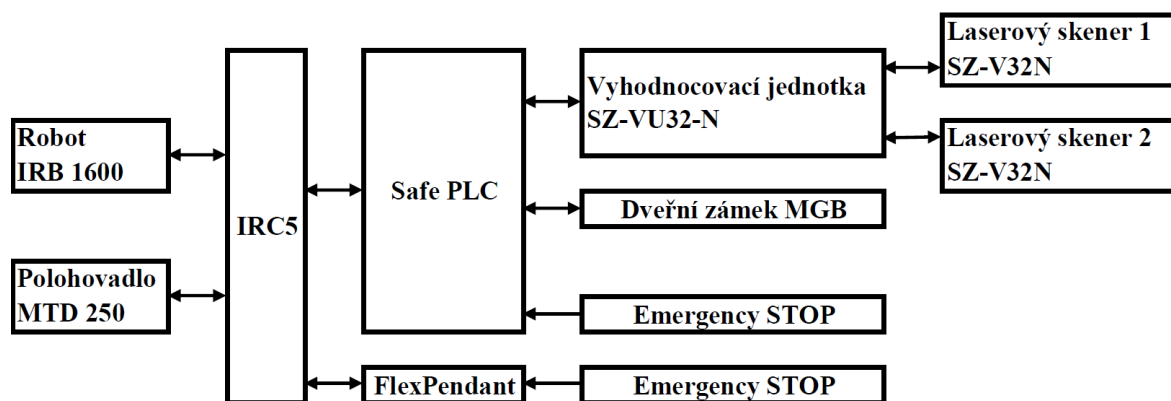 Robot
IRB 1600
Polohovadlo
MTD 250
IRC5
Safe PLC
FlexPendant
Vyhodnocovací jednotka
SZ-VU32-N
Dveřní zámek MGB
Emergency STOP
Emergency STOP
Laserový skener 1
SZ-V32N
Laserový skener 2
SZ-V32N